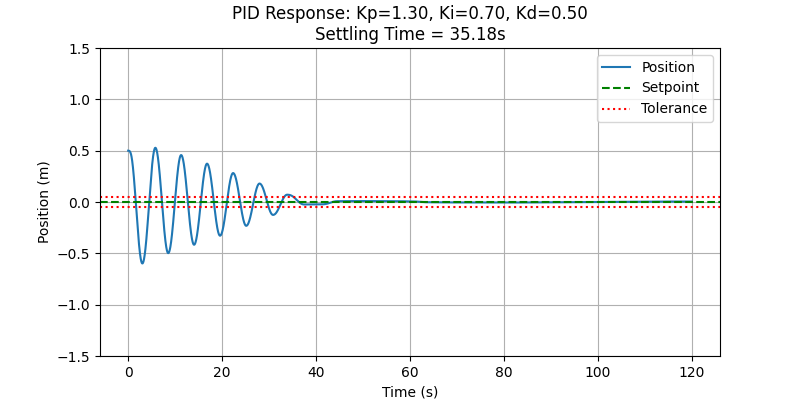 PID Response: Kp=1.30, Ki=0.70, Kd=0.50
Settling Time = 35.18s
Position
Setpoint
Tolerance
1.5
1.0
0.5
0.0
−0.5
−1.0
−1.5
Position (m)
0 20 40 60 80 100 120
Time (s)